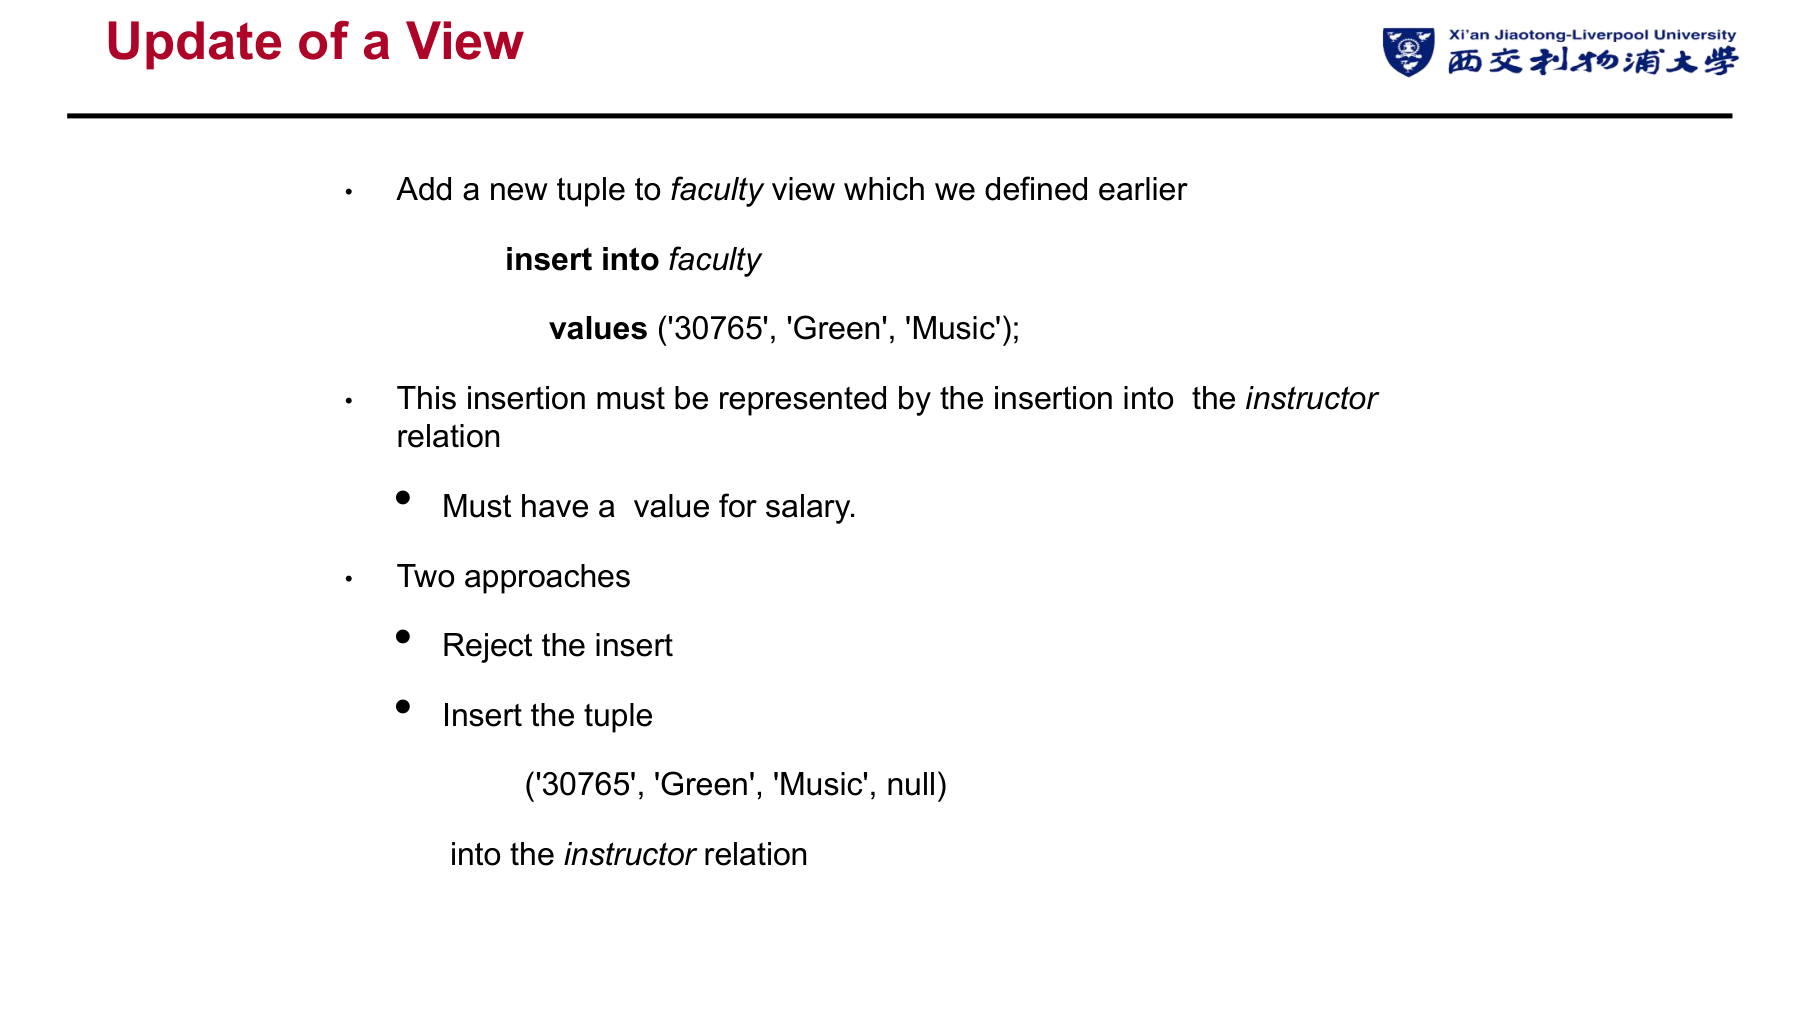 Update of a View
Xi'an Jiaotong-Liverpool University
西交利物浦大學
• Add a new tuple to faculty view which we defined earlier
insert into faculty
values ('30765', 'Green', 'Music');
• This insertion must be represented by the insertion into  the instructor
relation
• Must have a  value for salary.
• Two approaches
• Reject the insert
• Insert the tuple
('30765', 'Green', 'Music', null)
into the instructor relation